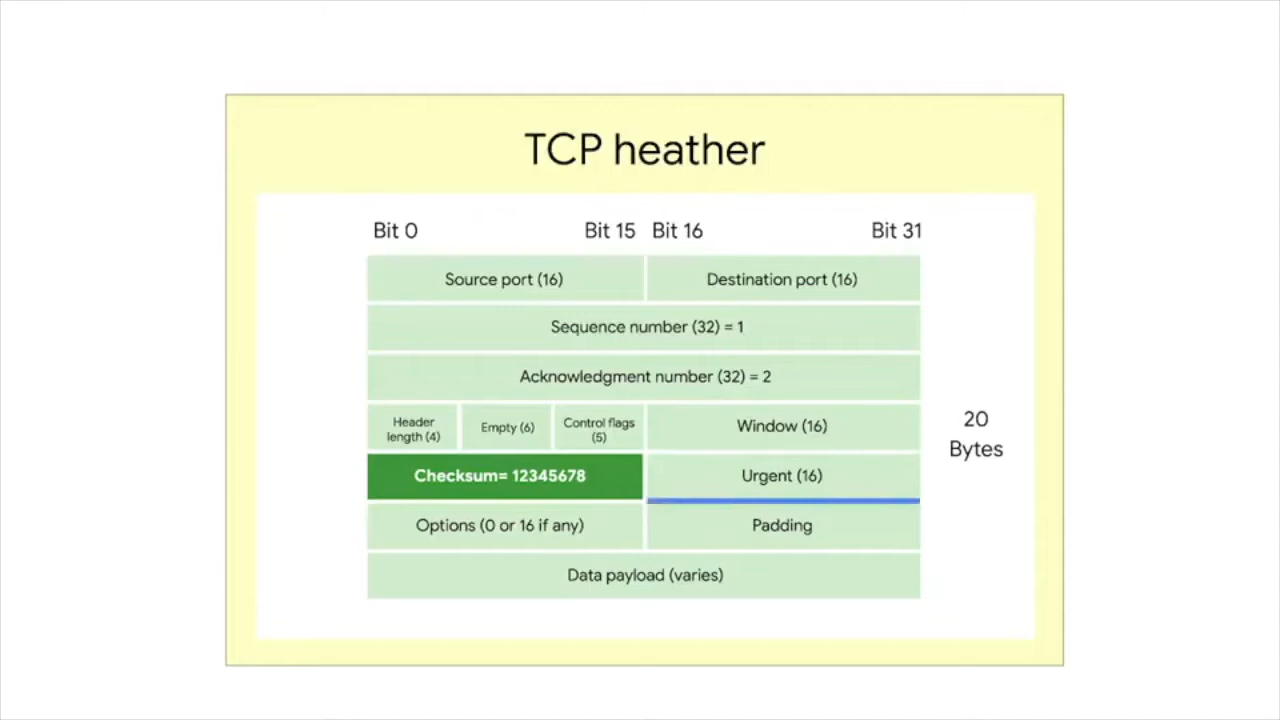 TCP heather
Bit 0 Bit 15 Bit 16 Bit 31
Source port (16) Destination port (16)
Sequence number (32) = 1
Acknowledgment number (32) = 2
Header
length (4)
Empty (6)
Control flags
(5)
Window (16)
20
Bytes
Checksum= 12345678 Urgent (16)
Options (0 or 16 if any) Padding
Data payload (varies)